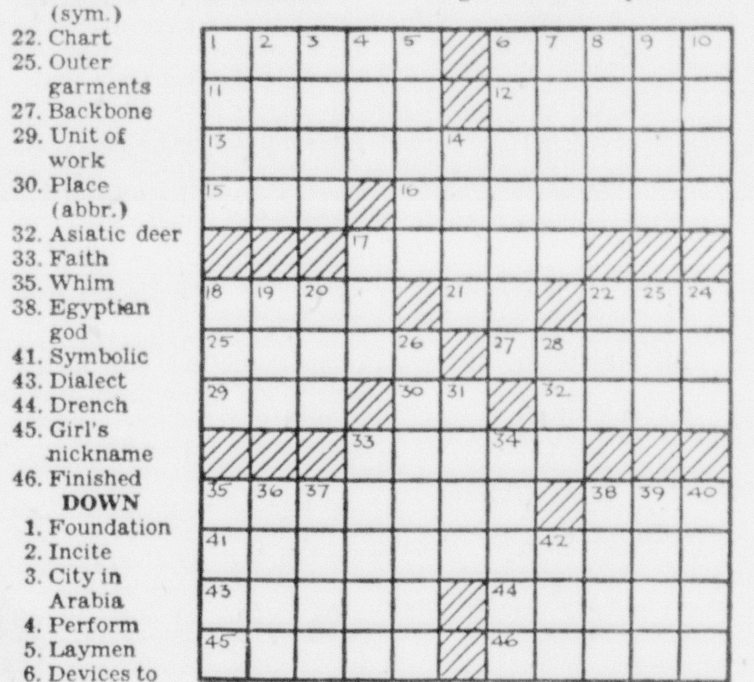 (sym.)
22. Chart
25. Outer
garments
27. Backbone
29. Unit of
work
30. Place
(abbr.)
32. Asiatic deer
33. Faith
35. Whim
38. Egyptian
god
41. Symbolic
43. Dialect
44. Drench
45. Girl's
nickname
46. Finished
DOWN
1. Foundation
2. Incite
3. City in
Arabia
4. Perform
5. Laymen
6. Devices to
1 2 3 4 5 6 7 8 9 10
11 12
13 14
15 16
17
18 19 20 21 22 23 24
25 26 27 28
29 30 31 32
33 34
35 36 37 38 39 40
41 42
43 44
45 46